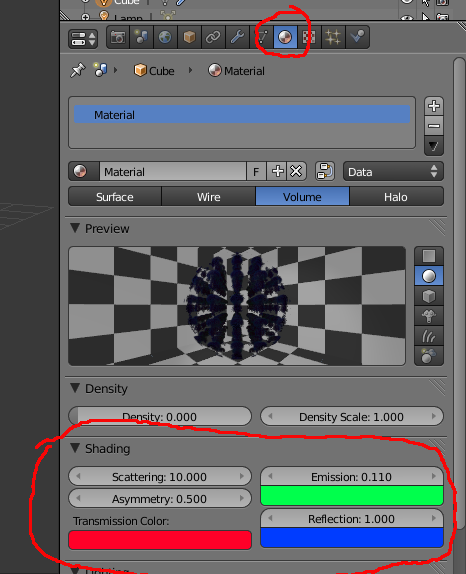 Cube
Lamp
Cube Material
Material
Material F Data
Surface Wire Volume Halo
Preview
Density
Density: 0.000 Density Scale: 1.000
Shading
Scattering: 10.000 Emission: 0.110
Asymmetry: 0.500
Transmission Color: Reflection: 1.000
Lighting